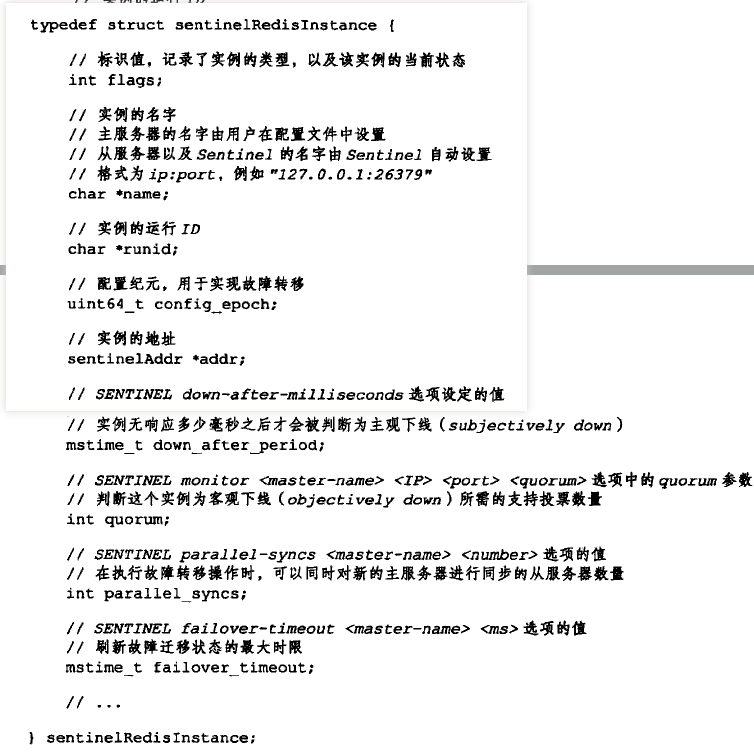 typedef struct sentinelRedisInstance {
// 标识值，记录了实例的类型，以及该实例的当前状态
int flags;
// 实例的名字
// 主服务器的名字由用户在配置文件中设置
// 从服务器以及 Sentinel 的名字由 Sentinel 自动设置
// 格式为 ip:port，例如 "127.0.0.1:26379"
char *name;
// 实例的运行 ID
char *runid;
// 配置纪元，用于实现故障转移
uint64_t config_epoch;
// 实例的地址
sentinelAddr *addr;
// SENTINEL down-after-milliseconds 选项设定的值
// 实例无响应多少毫秒之后才会被判断为主观下线（subjectively down）
mstime_t down_after_period;
// SENTINEL monitor <master-name> <IP> <port> <quorum> 选项中的 quorum 参数
// 判断这个实例为客观下线（objectively down）所需的支持投票数量
int quorum;
// SENTINEL parallel-syncs <master-name> <number> 选项的值
// 在执行故障转移操作时，可以同时对新的主服务器进行同步的从服务器数量
int parallel_syncs;
// SENTINEL failover-timeout <master-name> <ms> 选项的值
// 刷新故障迁移状态的最大时限
mstime_t failover_timeout;
// ...
} sentinelRedisInstance;